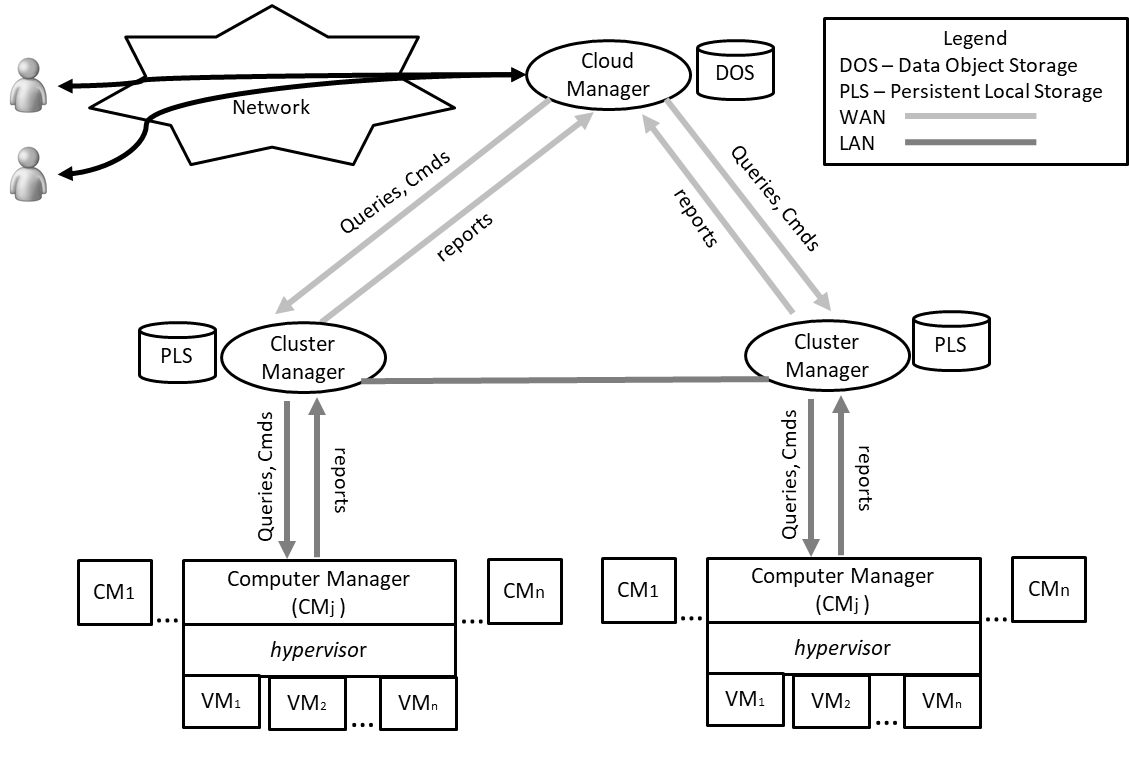 Network
Cloud
Manager
DOS
Legend
DOS – Data Object Storage
PLS – Persistent Local Storage
WAN
LAN
Queries, Cmds
reports
reports
Queries, Cmds
PLS
Cluster
Manager
Cluster
Manager
PLS
Queries, Cmds
reports
Queries, Cmds
reports
CM1
...
Computer Manager
(CMj )
...
CMn
hypervisor
VM1
VM2
...
VMn
CM1
...
Computer Manager
(CMj )
...
CMn
hypervisor
VM1
VM2
...
VMn